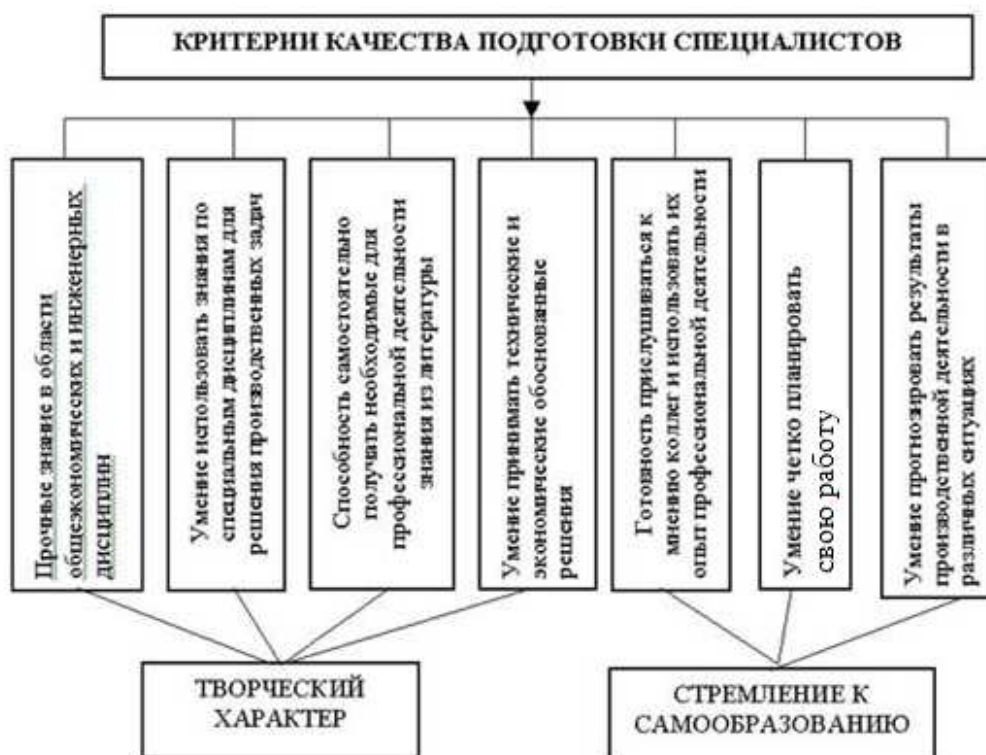 КРИТЕРИИ КАЧЕСТВА ПОДГОТОВКИ СПЕЦИАЛИСТОВ
Прочные знание в области
общеэкономических и инженерных
дисциплин
Умение использовать знания по
специальным дисциплинам для
решения производственных задач
Способность самостоятельно
получать необходимые для
профессиональной деятельности
знания из литературы
Умение принимать технические и
экономические обоснованные
решения
Готовность прислушиваться к
мнению коллег и использовать их
опыт профессиональной деятельности
Умение четко планировать
свою работу
Умение прогнозировать результаты
производственной деятельности в
различных ситуациях
ТВОРЧЕСКИЙ
ХАРАКТЕР
СТРЕМЛЕНИЕ К
САМООБРАЗОВАНИЮ